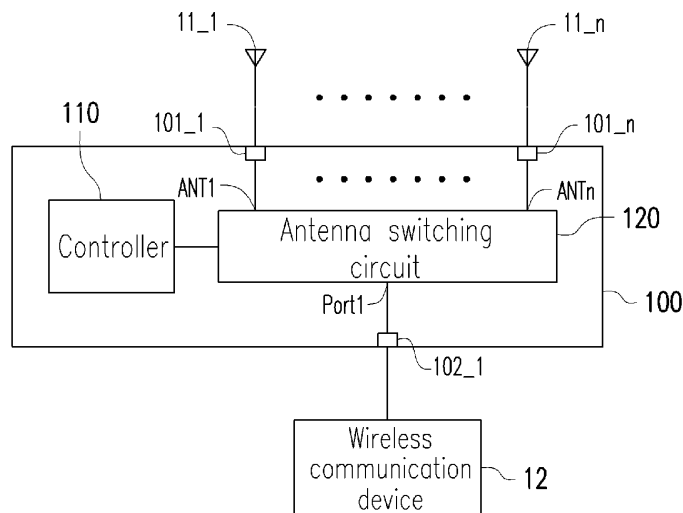 11_1
11_n
101_1
101_n
110
ANT1
ANTn
120
Controller
Antenna switching
circuit
Port1
100
102_1
Wireless
communication
device
12